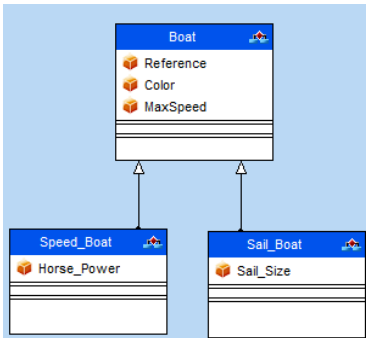 Boat
Reference
Color
MaxSpeed
Speed_Boat
Horse_Power
Sail_Boat
Sail_Size